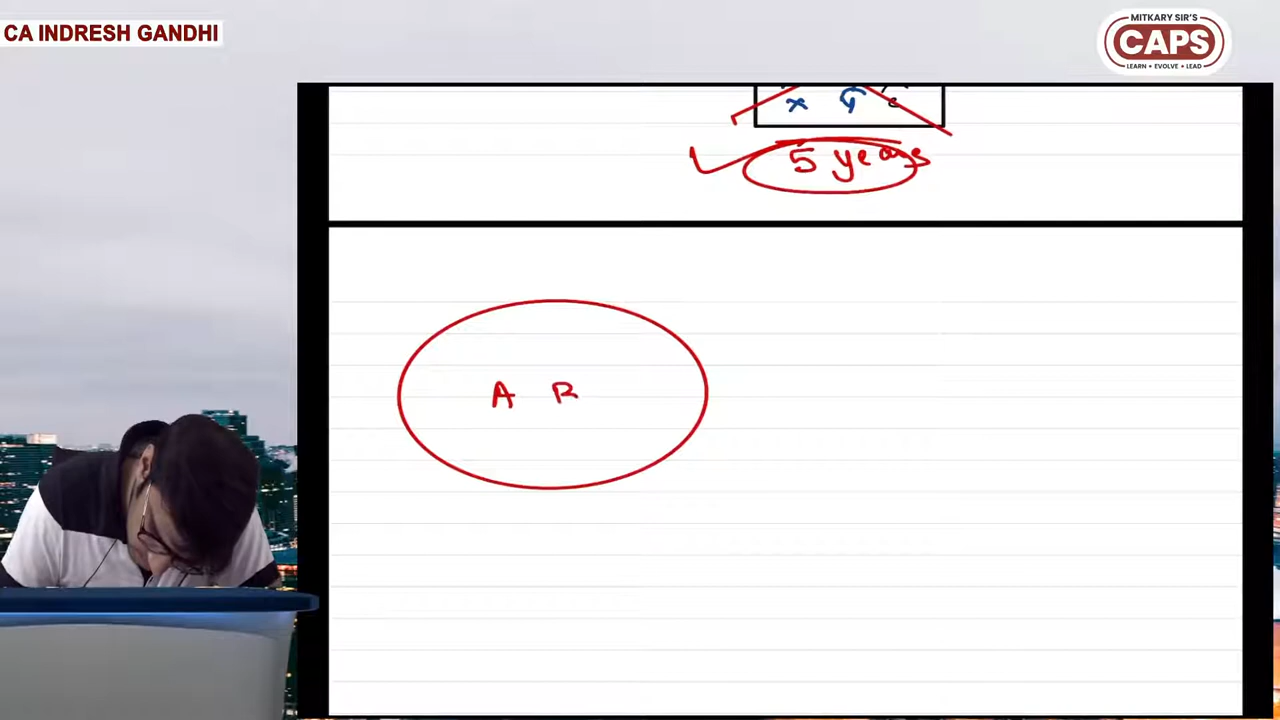 CA INDRESH GANDHI
MITKARY SIR'S
CAPS
LEARN • EVOLVE • LEAD
x
5 years
A R